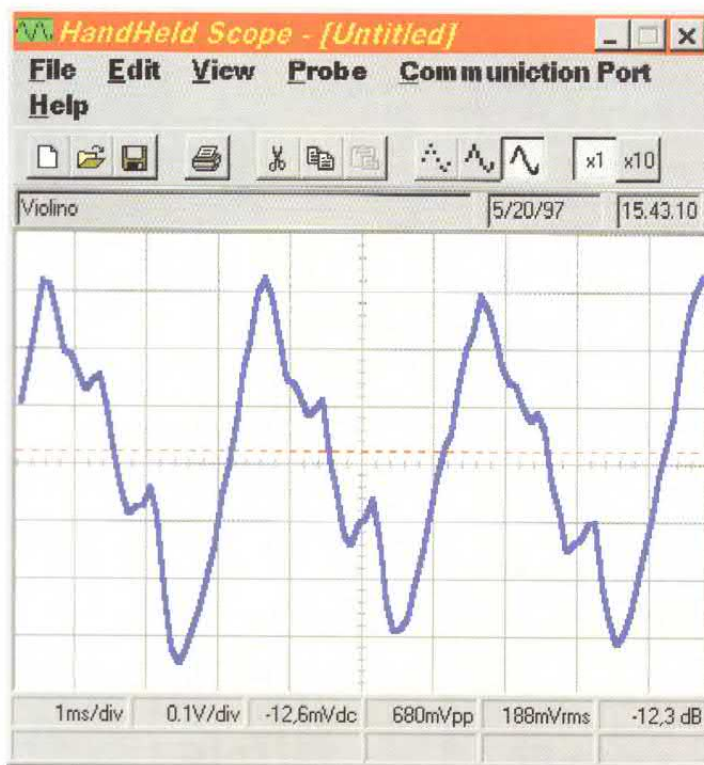 HandHeld Scope - [Untitled]
File Edit View Probe Communiction Port
Help
x1 x10
Violino 5/20/97 15.43.10
1ms/div 0.1V/div -12,6mVdc 680mVpp 188mVrms -12,3 dB